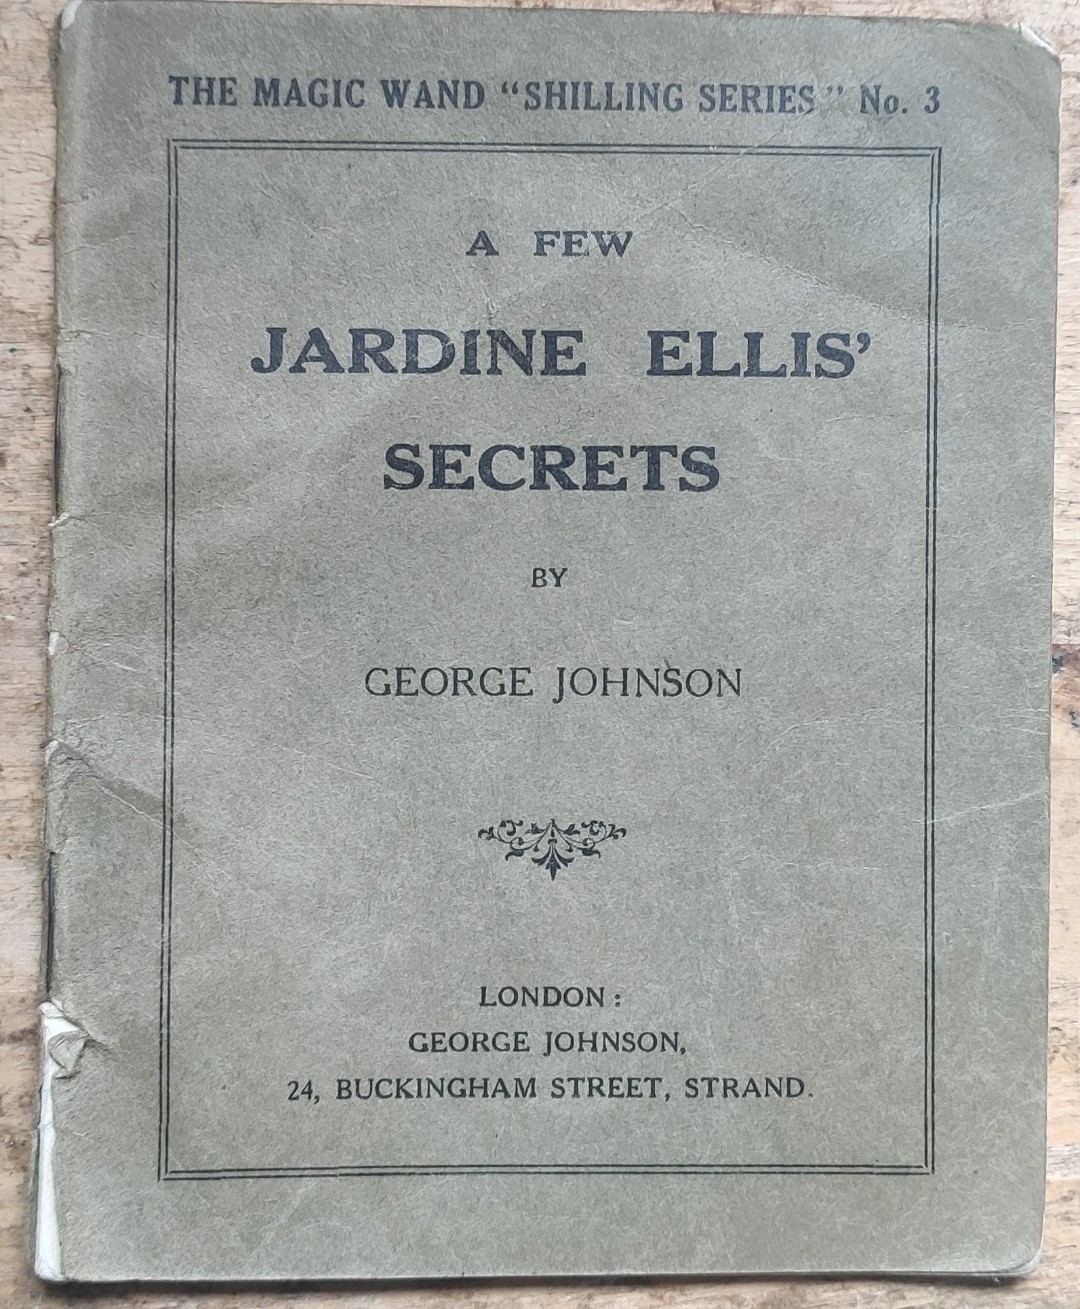 THE MAGIC WAND "SHILLING SERIES" No. 3
A FEW
JARDINE ELLIS'
SECRETS
BY
GEORGE JOHNSON
LONDON:
GEORGE JOHNSON,
24, BUCKINGHAM STREET, STRAND.